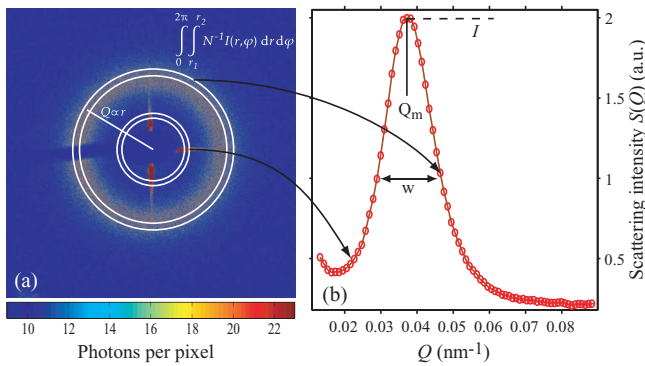 2π r₂
∫ ∫ N⁻¹I(r,φ) dr dφ
0 r₁
Q∝r
(a)
10 12 14 16 18 20 22
Photons per pixel
I
Qₘ
w
(b)
2
1.5
1
0.5
Scattering intensity S(Q) (a.u.)
0.02 0.03 0.04 0.05 0.06 0.07 0.08
Q (nm⁻¹)